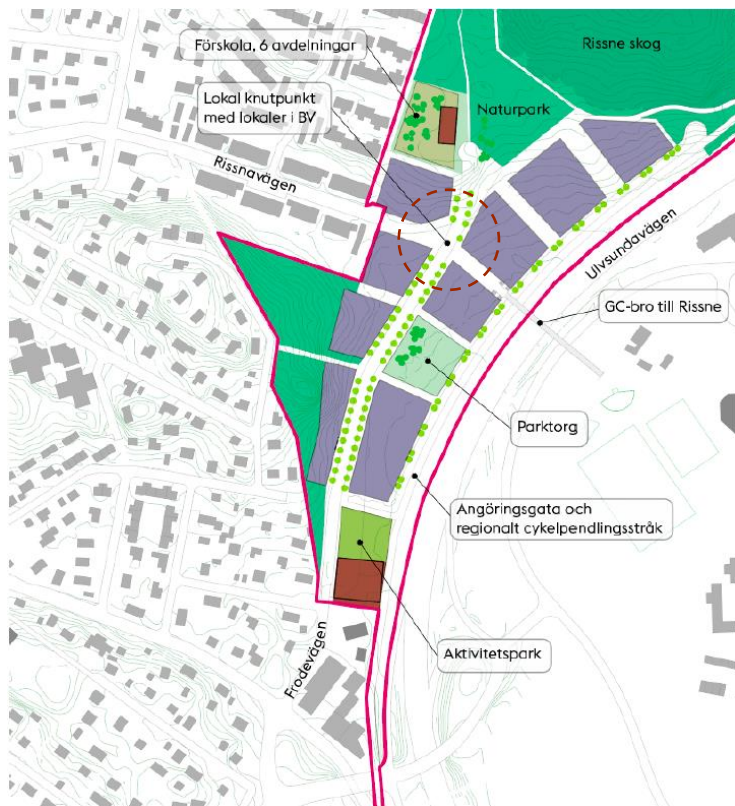 Rissne skog
Förskola, 6 avdelningar
Lokal knutpunkt
med lokaler i BV
Naturpark
Rissnavägen
Ulvsundavägen
GC-bro till Rissne
Parktorg
Angöringsgata och
regionalt cykelpendlingsstråk
Aktivitetspark
Frodevägen